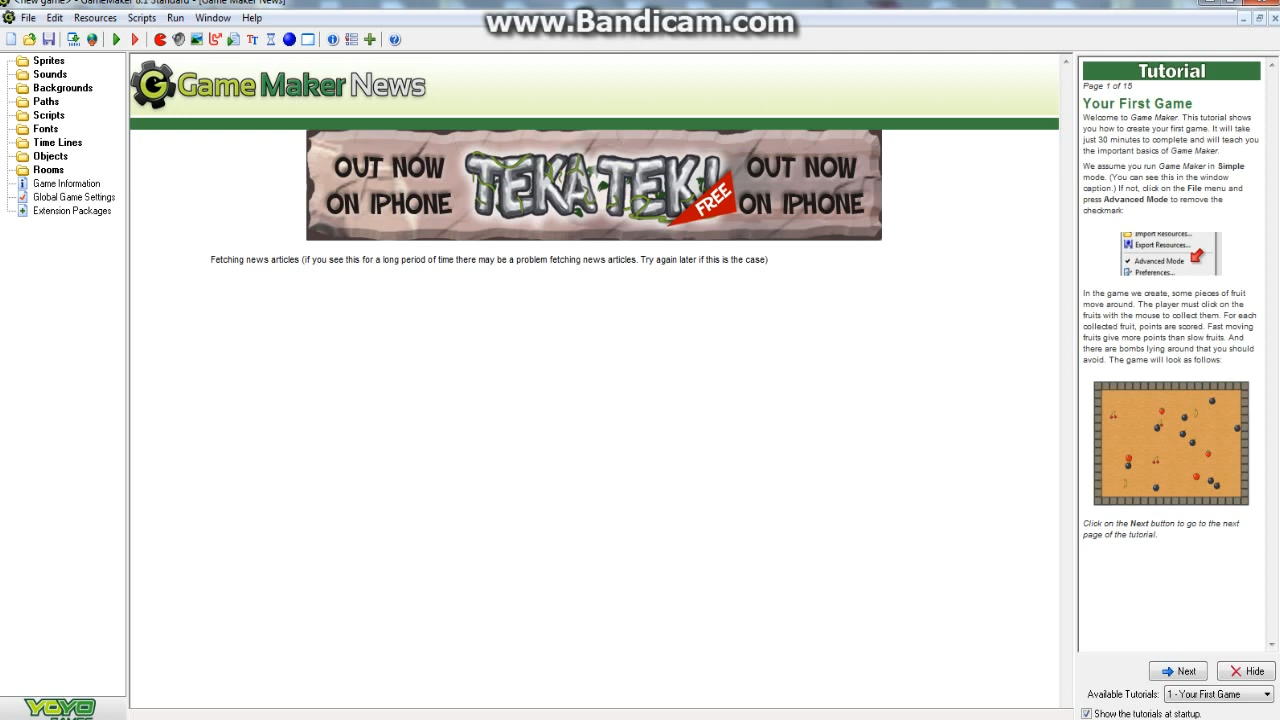 <new game> - GameMaker 8.1 Standard - [Game Maker News]
www.Bandicam.com
File Edit Resources Scripts Run Window Help
Sprites
Sounds
Backgrounds
Paths
Scripts
Fonts
Time Lines
Objects
Rooms
Game Information
Global Game Settings
Extension Packages
YOYO
GAMES
Game Maker News
OUT NOW
ON IPHONE
TEKATEKI
FREE
OUT NOW
ON IPHONE
Fetching news articles (if you see this for a long period of time there may be a problem fetching news articles. Try again later if this is the case)
Tutorial
Page 1 of 15
Your First Game
Welcome to Game Maker. This tutorial shows
you how to create your first game. It will take
just 30 minutes to complete and will teach you
the important basics of Game Maker.
We assume you run Game Maker in Simple
mode. (You can see this in the window
caption.) If not, click on the File menu and
press Advanced Mode to remove the
checkmark:
Import Resources...
Export Resources...
Advanced Mode
Preferences...
In the game we create, some pieces of fruit
move around. The player must click on the
fruits with the mouse to collect them. For each
collected fruit, points are scored. Fast moving
fruits give more points than slow fruits. And
there are bombs lying around that you should
avoid. The game will look as follows:
Click on the Next button to go to the next
page of the tutorial.
Next Hide
Available Tutorials: 1 - Your First Game
Show the tutorials at startup.